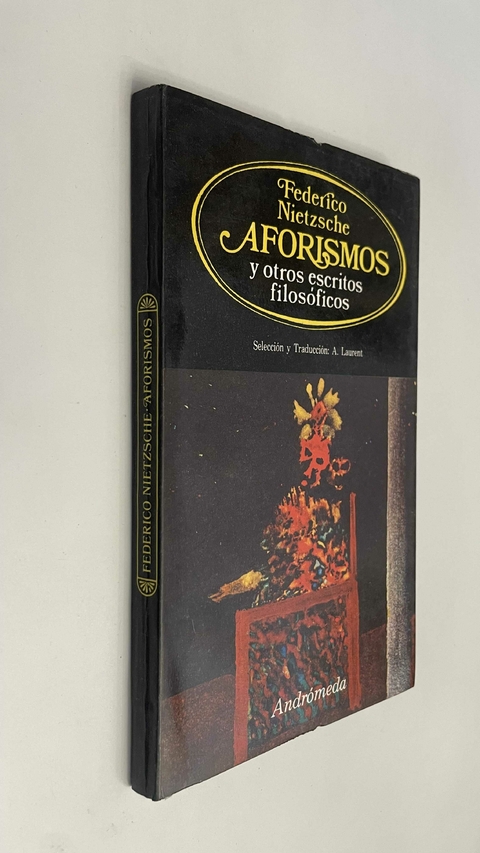 Federico
Nietzsche
AFORISMOS
y otros escritos
filosóficos
Selección y Traducción: A. Laurent
Andrómeda
FEDERICO NIETZSCHE · AFORISMOS